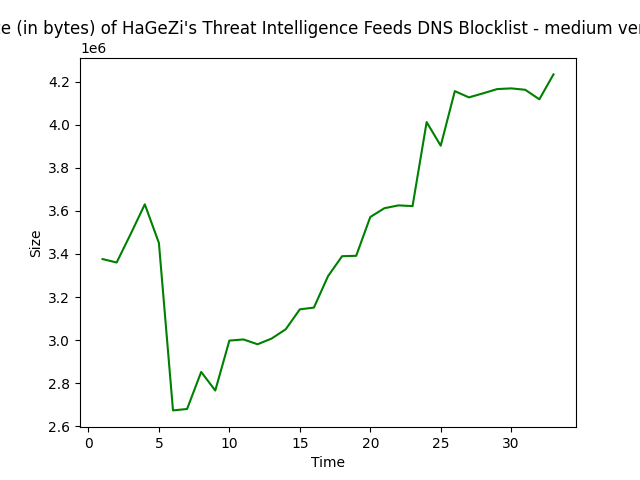 e (in bytes) of HaGeZi's Threat Intelligence Feeds DNS Blocklist - medium ver
1e6
4.2
4.0
3.8
3.6
3.4
3.2
3.0
2.8
2.6
Size
0 5 10 15 20 25 30
Time